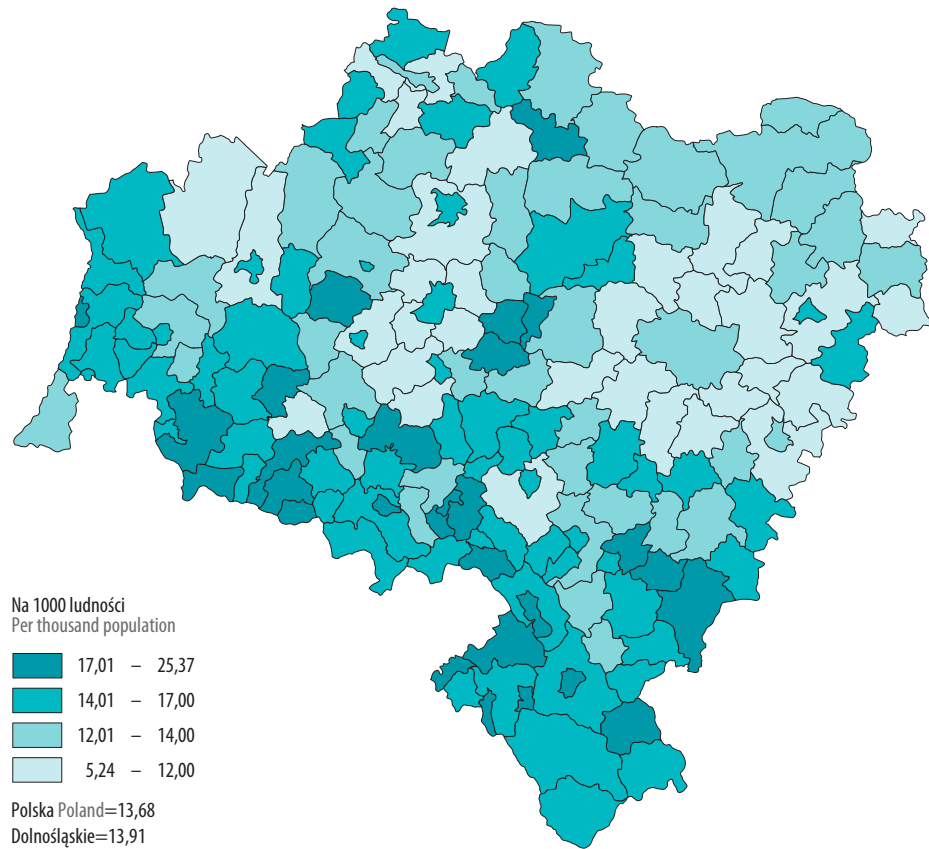 Na 1000 ludności
Per thousand population
17,01 – 25,37
14,01 – 17,00
12,01 – 14,00
5,24 – 12,00
Polska Poland=13,68
Dolnośląskie=13,91